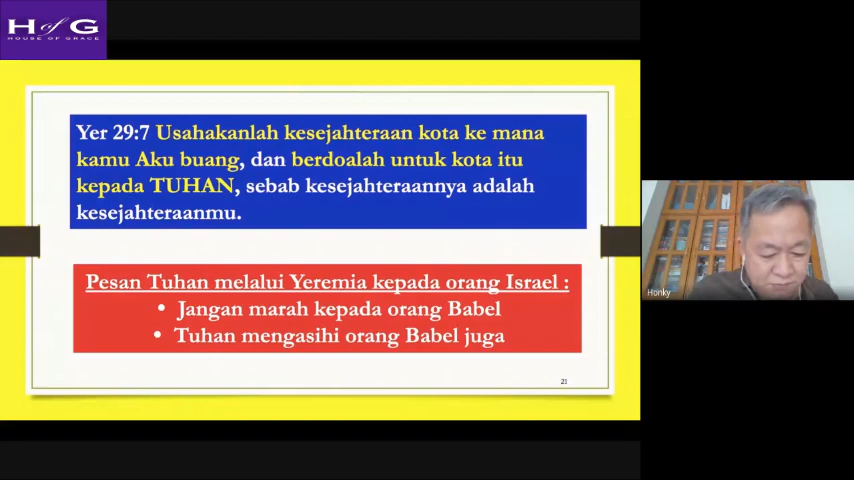 H of G
HOUSE OF GRACE
Yer 29:7 Usahakanlah kesejahteraan kota ke mana
kamu Aku buang, dan berdoalah untuk kota itu
kepada TUHAN, sebab kesejahteraannya adalah
kesejahteraanmu.
Pesan Tuhan melalui Yeremia kepada orang Israel :
• Jangan marah kepada orang Babel
• Tuhan mengasihi orang Babel juga
21
Honky